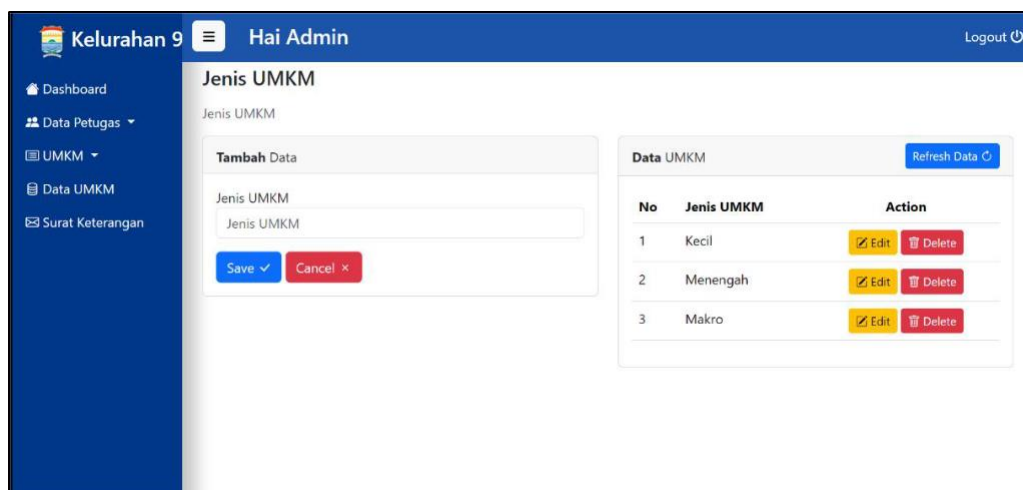 Kelurahan 9
Hai Admin
Logout
Dashboard
Data Petugas
UMKM
Data UMKM
Surat Keterangan
Jenis UMKM
Jenis UMKM
Tambah Data
Jenis UMKM
Jenis UMKM
Save
Cancel ×
Data UMKM
Refresh Data
No Jenis UMKM Action
1 Kecil Edit Delete
2 Menengah Edit Delete
3 Makro Edit Delete